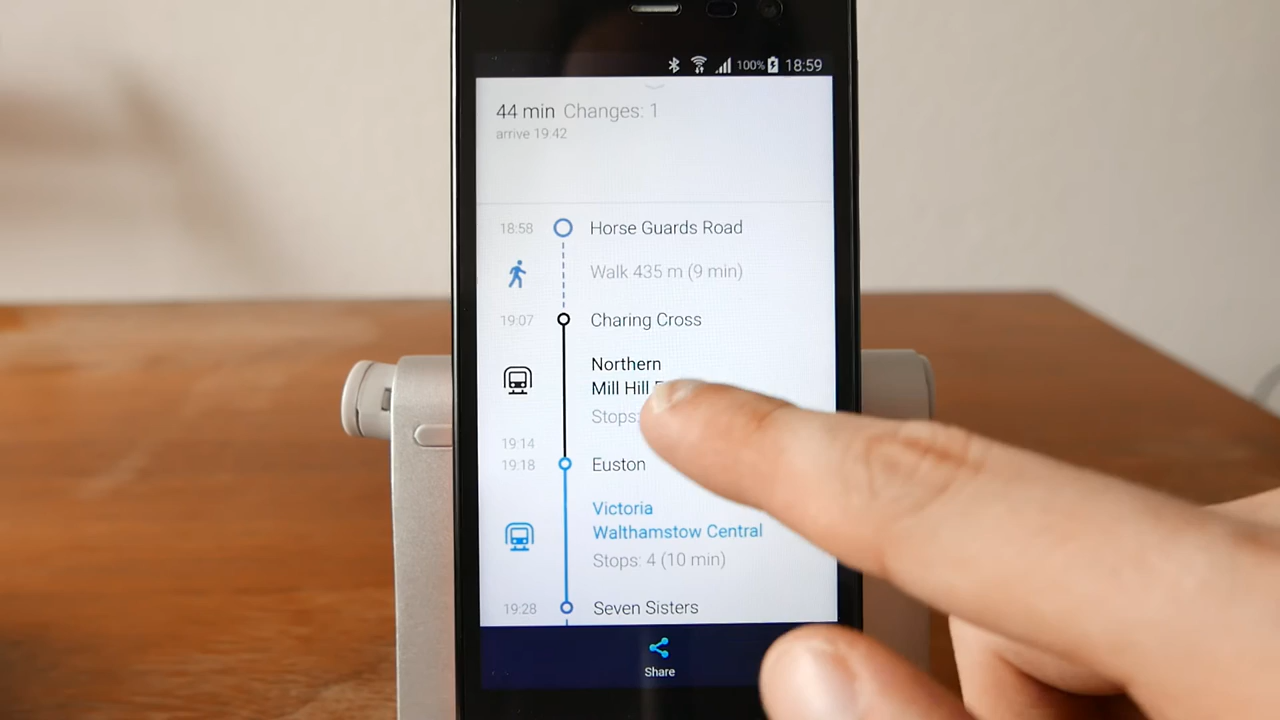 100% 18:59
44 min Changes: 1
arrive 19:42
18:58 Horse Guards Road
Walk 435 m (9 min)
19:07 Charing Cross
Northern
Mill Hill
Stops:
19:14
19:18 Euston
Victoria
Walthamstow Central
Stops: 4 (10 min)
19:28 Seven Sisters
Share